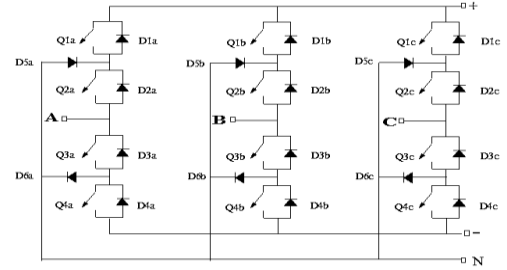 +
Q1a D1a Q1b D1b Q1c D1c
D5a D5b D5c
Q2a D2a Q2b D2b Q2c D2c
A B C
Q3a D3a Q3b D3b Q3c D3c
D6a D6b D6c
Q4a D4a Q4b D4b Q4c D4c
-
N